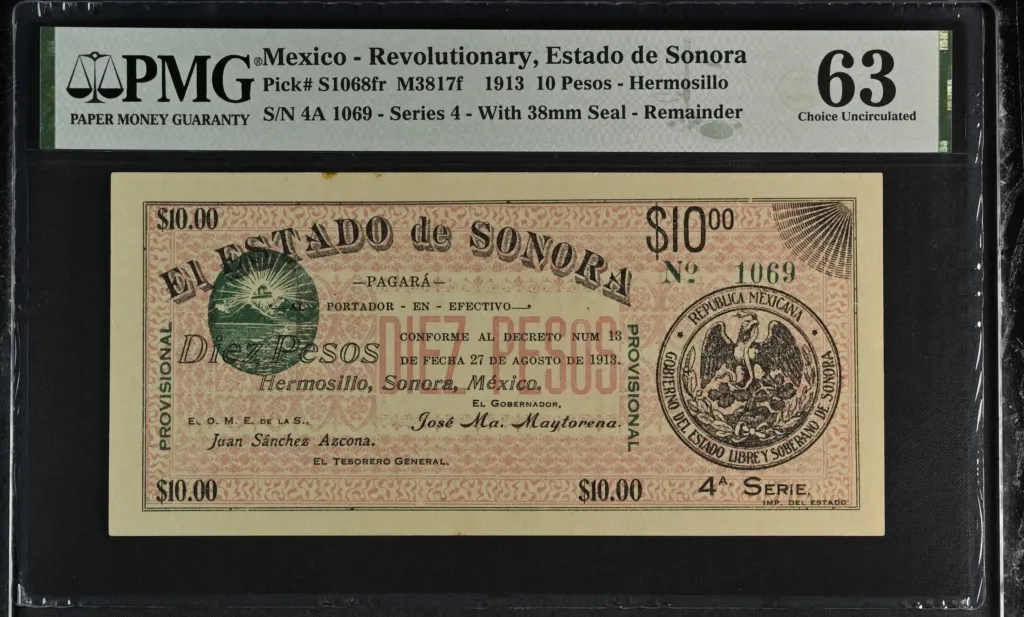 PMG®
PAPER MONEY GUARANTY
Mexico - Revolutionary, Estado de Sonora
Pick# S1068fr M3817f 1913 10 Pesos - Hermosillo
S/N 4A 1069 - Series 4 - With 38mm Seal - Remainder
63
Choice Uncirculated
$10.00
El ESTADO de SONORA
$10.00
Nº 1069
—PAGARÁ—
AL PORTADOR - EN - EFECTIVO
DIEZ PESOS
Diez Pesos
CONFORME AL DECRETO NUM 13
DE FECHA 27 DE AGOSTO DE 1913.
Hermosillo, Sonora, México.
PROVISIONAL
PROVISIONAL
EL GOBERNADOR,
EL O. M. E. DE LA S.,
José Ma. Maytorena.
Juan Sánchez Azcona.
EL TESORERO GENERAL.
REPUBLICA MEXICANA
GOBIERNO DEL ESTADO LIBRE Y SOBERANO DE SONORA
$10.00
$10.00
4A. SERIE.
IMP. DEL ESTADO